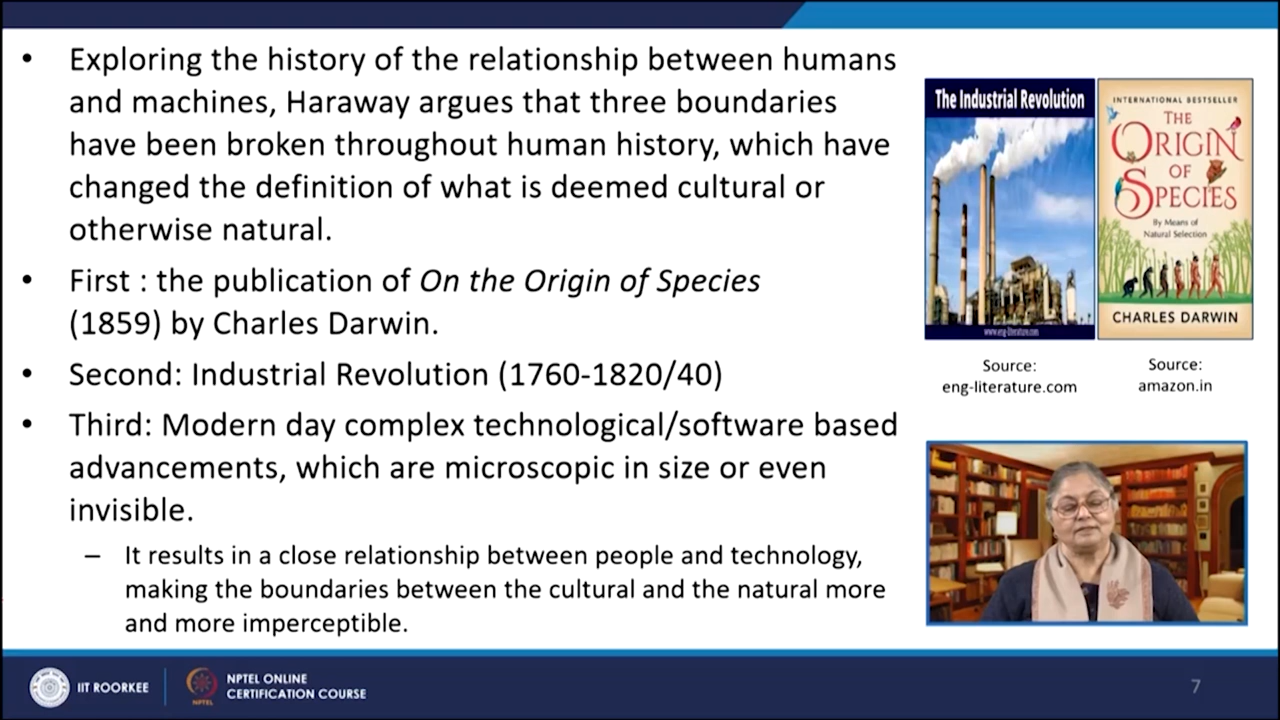 • Exploring the history of the relationship between humans
and machines, Haraway argues that three boundaries
have been broken throughout human history, which have
changed the definition of what is deemed cultural or
otherwise natural.
• First : the publication of On the Origin of Species
(1859) by Charles Darwin.
• Second: Industrial Revolution (1760-1820/40)
• Third: Modern day complex technological/software based
advancements, which are microscopic in size or even
invisible.
– It results in a close relationship between people and technology,
making the boundaries between the cultural and the natural more
and more imperceptible.
The Industrial Revolution
www.eng-literature.com
INTERNATIONAL BESTSELLER
THE
ORIGIN
OF
SPECIES
By Means of
Natural Selection
CHARLES DARWIN
Source:
eng-literature.com
Source:
amazon.in
IIT ROORKEE
NPTEL
NPTEL ONLINE
CERTIFICATION COURSE
7